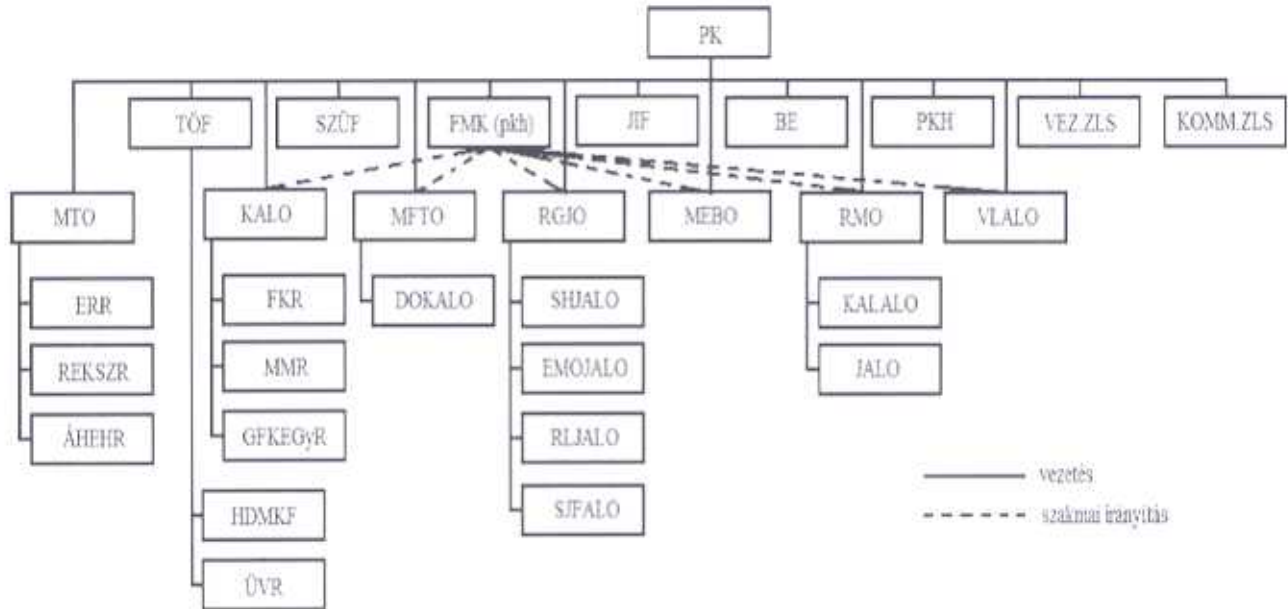 PK
TÖF
SZÜF
FMK (pkh)
JIF
BE
PKH
VEZ.ZLS
KOMM.ZLS
MTO
KALO
MFTO
RGJO
MEBO
RMO
VLALO
ERR
FKR
DOKALO
SHJALO
KALALO
REKSZR
MMR
EMOJALO
JALO
ÁHEHR
GFKEGyR
RLJALO
HDMKF
SJFALO
ÜVR
vezetés
szakmai irányítás